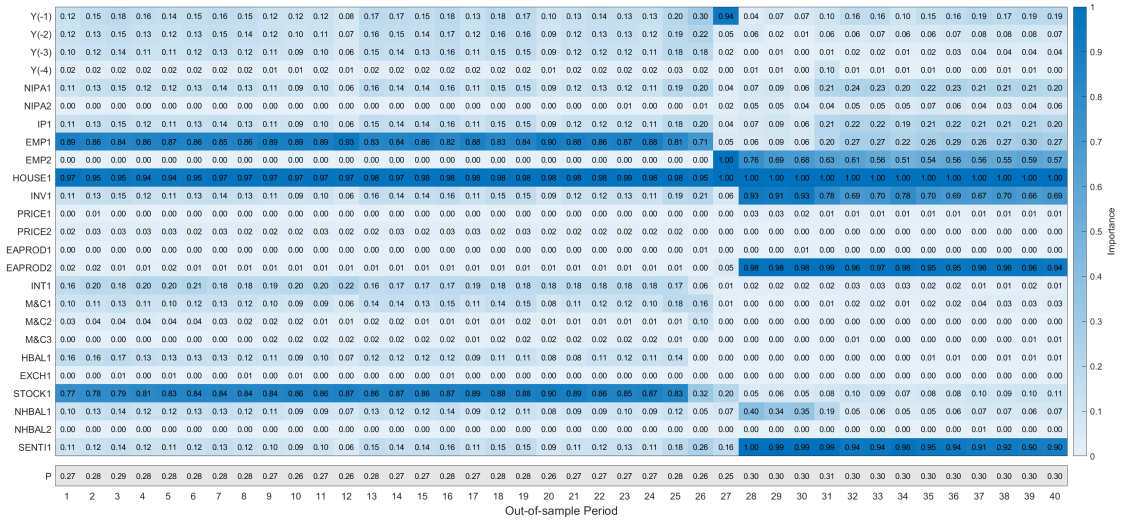 Y(-1) 0.12 0.15 0.18 0.16 0.14 0.15 0.16 0.15 0.12 0.12 0.12 0.08 0.17 0.17 0.15 0.18 0.13 0.18 0.17 0.10 0.13 0.14 0.13 0.13 0.20 0.30 0.94 0.04 0.07 0.07 0.10 0.16 0.16 0.10 0.15 0.16 0.19 0.17 0.19 0.19
Y(-2) 0.12 0.13 0.15 0.13 0.12 0.13 0.15 0.14 0.12 0.10 0.11 0.07 0.16 0.15 0.14 0.17 0.12 0.16 0.16 0.09 0.12 0.13 0.12 0.13 0.19 0.22 0.05 0.06 0.02 0.01 0.02 0.05 0.06 0.05 0.06 0.07 0.08 0.08 0.08 0.07
Y(-3) 0.10 0.12 0.14 0.11 0.11 0.12 0.13 0.12 0.11 0.09 0.10 0.06 0.15 0.14 0.13 0.16 0.11 0.15 0.15 0.08 0.11 0.12 0.12 0.12 0.18 0.18 0.02 0.00 0.00 0.00 0.01 0.02 0.02 0.01 0.02 0.03 0.04 0.04 0.04 0.04
Y(-4) 0.02 0.02 0.02 0.02 0.02 0.02 0.02 0.01 0.01 0.02 0.01 0.02 0.02 0.02 0.02 0.02 0.02 0.02 0.02 0.01 0.02 0.02 0.02 0.02 0.03 0.02 0.00 0.01 0.00 0.00 0.10 0.01 0.01 0.01 0.01 0.00 0.00 0.00 0.00 0.00
NIPA1 0.11 0.13 0.15 0.12 0.12 0.13 0.14 0.13 0.11 0.09 0.10 0.06 0.16 0.14 0.14 0.16 0.11 0.15 0.15 0.09 0.12 0.13 0.12 0.12 0.19 0.20 0.04 0.07 0.09 0.06 0.21 0.24 0.23 0.20 0.22 0.23 0.21 0.21 0.21 0.20
NIPA2 0.00 0.00 0.00 0.00 0.00 0.00 0.00 0.00 0.00 0.00 0.00 0.00 0.00 0.00 0.00 0.00 0.00 0.00 0.00 0.00 0.00 0.00 0.01 0.00 0.00 0.01 0.02 0.05 0.04 0.04 0.04 0.05 0.05 0.05 0.07 0.06 0.04 0.03 0.04 0.06
IP1 0.11 0.13 0.15 0.12 0.11 0.13 0.14 0.13 0.11 0.09 0.10 0.06 0.15 0.14 0.14 0.16 0.11 0.15 0.15 0.08 0.12 0.12 0.12 0.11 0.18 0.20 0.04 0.07 0.09 0.06 0.21 0.22 0.22 0.18 0.19 0.22 0.19 0.21 0.21 0.20
EMP1 0.89 0.86 0.84 0.86 0.87 0.86 0.85 0.86 0.89 0.89 0.89 0.93 0.83 0.84 0.86 0.82 0.88 0.83 0.84 0.90 0.88 0.86 0.87 0.88 0.81 0.71 0.05 0.06 0.09 0.07 0.20 0.27 0.27 0.22 0.26 0.29 0.26 0.27 0.30 0.27
EMP2 0.00 0.00 0.00 0.00 0.00 0.00 0.00 0.00 0.00 0.00 0.00 0.00 0.00 0.00 0.00 0.00 0.00 0.00 0.00 0.00 0.00 0.00 0.00 0.00 0.00 0.00 1.00 0.76 0.69 0.68 0.63 0.61 0.56 0.51 0.54 0.56 0.55 0.55 0.59 0.57
HOUSE1 0.97 0.95 0.95 0.94 0.94 0.95 0.97 0.97 0.97 0.97 0.97 0.97 0.98 0.97 0.98 0.98 0.98 0.98 0.98 0.98 0.98 0.98 0.99 0.98 0.98 0.95 1.00 1.00 1.00 1.00 1.00 1.00 1.00 1.00 1.00 1.00 1.00 1.00 1.00 1.00
INV1 0.11 0.13 0.15 0.12 0.11 0.13 0.14 0.13 0.11 0.09 0.10 0.06 0.16 0.14 0.14 0.16 0.11 0.15 0.15 0.09 0.12 0.13 0.12 0.12 0.19 0.21 0.06 0.93 0.91 0.93 0.78 0.69 0.70 0.78 0.70 0.67 0.67 0.70 0.66 0.69
PRICE1 0.00 0.01 0.00 0.00 0.00 0.00 0.00 0.00 0.00 0.00 0.00 0.00 0.00 0.00 0.00 0.00 0.00 0.00 0.00 0.00 0.00 0.00 0.00 0.00 0.00 0.00 0.00 0.03 0.03 0.02 0.01 0.01 0.01 0.01 0.01 0.01 0.01 0.01 0.01 0.01
PRICE2 0.02 0.03 0.03 0.03 0.02 0.03 0.03 0.03 0.02 0.02 0.03 0.02 0.03 0.03 0.02 0.03 0.02 0.03 0.03 0.02 0.02 0.02 0.02 0.02 0.03 0.02 0.00 0.00 0.00 0.00 0.00 0.00 0.00 0.00 0.00 0.00 0.00 0.00 0.00 0.00
EAPROD1 0.00 0.00 0.00 0.00 0.00 0.00 0.00 0.00 0.00 0.00 0.00 0.00 0.00 0.00 0.00 0.00 0.00 0.00 0.00 0.00 0.00 0.00 0.00 0.00 0.00 0.01 0.00 0.01 0.00 0.00 0.00 0.00 0.00 0.00 0.00 0.00 0.00 0.00 0.00 0.00
EAPROD2 0.02 0.02 0.01 0.01 0.01 0.01 0.01 0.01 0.01 0.01 0.01 0.01 0.01 0.01 0.01 0.01 0.01 0.01 0.01 0.01 0.01 0.01 0.01 0.01 0.01 0.00 0.05 0.98 0.98 0.98 0.99 0.96 0.97 0.98 0.95 0.95 0.96 0.96 0.96 0.94
INT1 0.16 0.20 0.18 0.20 0.20 0.21 0.18 0.18 0.19 0.20 0.20 0.22 0.16 0.17 0.17 0.17 0.19 0.18 0.18 0.18 0.18 0.18 0.18 0.18 0.17 0.06 0.01 0.02 0.01 0.01 0.02 0.03 0.03 0.03 0.03 0.02 0.02 0.02 0.02 0.02
M&C1 0.10 0.11 0.13 0.11 0.10 0.12 0.13 0.12 0.10 0.09 0.09 0.06 0.14 0.14 0.13 0.15 0.11 0.14 0.15 0.08 0.11 0.12 0.12 0.10 0.18 0.16 0.01 0.00 0.00 0.00 0.01 0.02 0.02 0.01 0.02 0.02 0.04 0.03 0.03 0.03
M&C2 0.03 0.04 0.04 0.04 0.04 0.04 0.03 0.02 0.02 0.03 0.02 0.01 0.02 0.02 0.01 0.01 0.01 0.01 0.02 0.01 0.01 0.01 0.01 0.01 0.01 0.10 0.00 0.00 0.00 0.00 0.00 0.00 0.00 0.00 0.00 0.00 0.00 0.00 0.00 0.00
M&C3 0.00 0.00 0.00 0.00 0.00 0.00 0.00 0.00 0.00 0.00 0.00 0.00 0.00 0.00 0.00 0.00 0.00 0.00 0.00 0.00 0.00 0.00 0.00 0.00 0.01 0.00 0.00 0.00 0.00 0.00 0.00 0.00 0.00 0.00 0.00 0.00 0.00 0.00 0.00 0.00
HBAL1 0.16 0.16 0.17 0.13 0.13 0.13 0.13 0.12 0.11 0.09 0.10 0.07 0.12 0.12 0.12 0.12 0.09 0.11 0.11 0.08 0.08 0.11 0.12 0.11 0.14 0.00 0.00 0.00 0.00 0.00 0.00 0.00 0.00 0.00 0.00 0.00 0.01 0.01 0.01 0.01
EXCH1 0.00 0.00 0.01 0.00 0.01 0.00 0.01 0.00 0.00 0.01 0.00 0.00 0.00 0.00 0.00 0.00 0.00 0.00 0.00 0.00 0.00 0.00 0.00 0.00 0.00 0.00 0.00 0.00 0.00 0.00 0.00 0.00 0.00 0.00 0.00 0.00 0.00 0.00 0.00 0.00
STOCK1 0.77 0.78 0.79 0.81 0.83 0.84 0.84 0.84 0.84 0.86 0.86 0.87 0.86 0.87 0.86 0.87 0.89 0.88 0.88 0.90 0.89 0.86 0.85 0.87 0.83 0.32 0.20 0.05 0.06 0.05 0.08 0.10 0.09 0.08 0.09 0.10 0.09 0.10 0.10 0.11
NHBAL1 0.10 0.13 0.14 0.12 0.12 0.13 0.13 0.12 0.11 0.09 0.09 0.07 0.13 0.12 0.12 0.14 0.09 0.12 0.11 0.08 0.09 0.09 0.10 0.09 0.12 0.05 0.07 0.40 0.34 0.35 0.19 0.05 0.06 0.05 0.05 0.06 0.07 0.07 0.06 0.07
NHBAL2 0.00 0.00 0.00 0.00 0.00 0.00 0.00 0.00 0.00 0.00 0.00 0.00 0.00 0.00 0.00 0.00 0.00 0.00 0.00 0.00 0.00 0.00 0.00 0.00 0.00 0.00 0.00 0.00 0.00 0.00 0.00 0.00 0.00 0.00 0.00 0.00 0.01 0.00 0.00 0.00
SENTI1 0.11 0.12 0.14 0.12 0.11 0.12 0.13 0.12 0.10 0.09 0.10 0.06 0.15 0.14 0.14 0.16 0.11 0.15 0.15 0.09 0.11 0.12 0.12 0.11 0.18 0.26 0.16 1.00 0.99 0.99 0.99 0.94 0.94 0.98 0.95 0.94 0.91 0.92 0.90 0.90
P 0.27 0.28 0.29 0.28 0.28 0.28 0.28 0.28 0.27 0.26 0.27 0.26 0.28 0.27 0.27 0.28 0.27 0.28 0.28 0.26 0.27 0.27 0.27 0.27 0.28 0.26 0.25 0.30 0.30 0.30 0.31 0.30 0.30 0.30 0.30 0.30 0.30 0.30 0.30 0.30
1 2 3 4 5 6 7 8 9 10 11 12 13 14 15 16 17 18 19 20 21 22 23 24 25 26 27 28 29 30 31 32 33 34 35 36 37 38 39 40
Out-of-sample Period
1
0.9
0.8
0.7
0.6
0.5
0.4
0.3
0.2
0.1
0
Importance